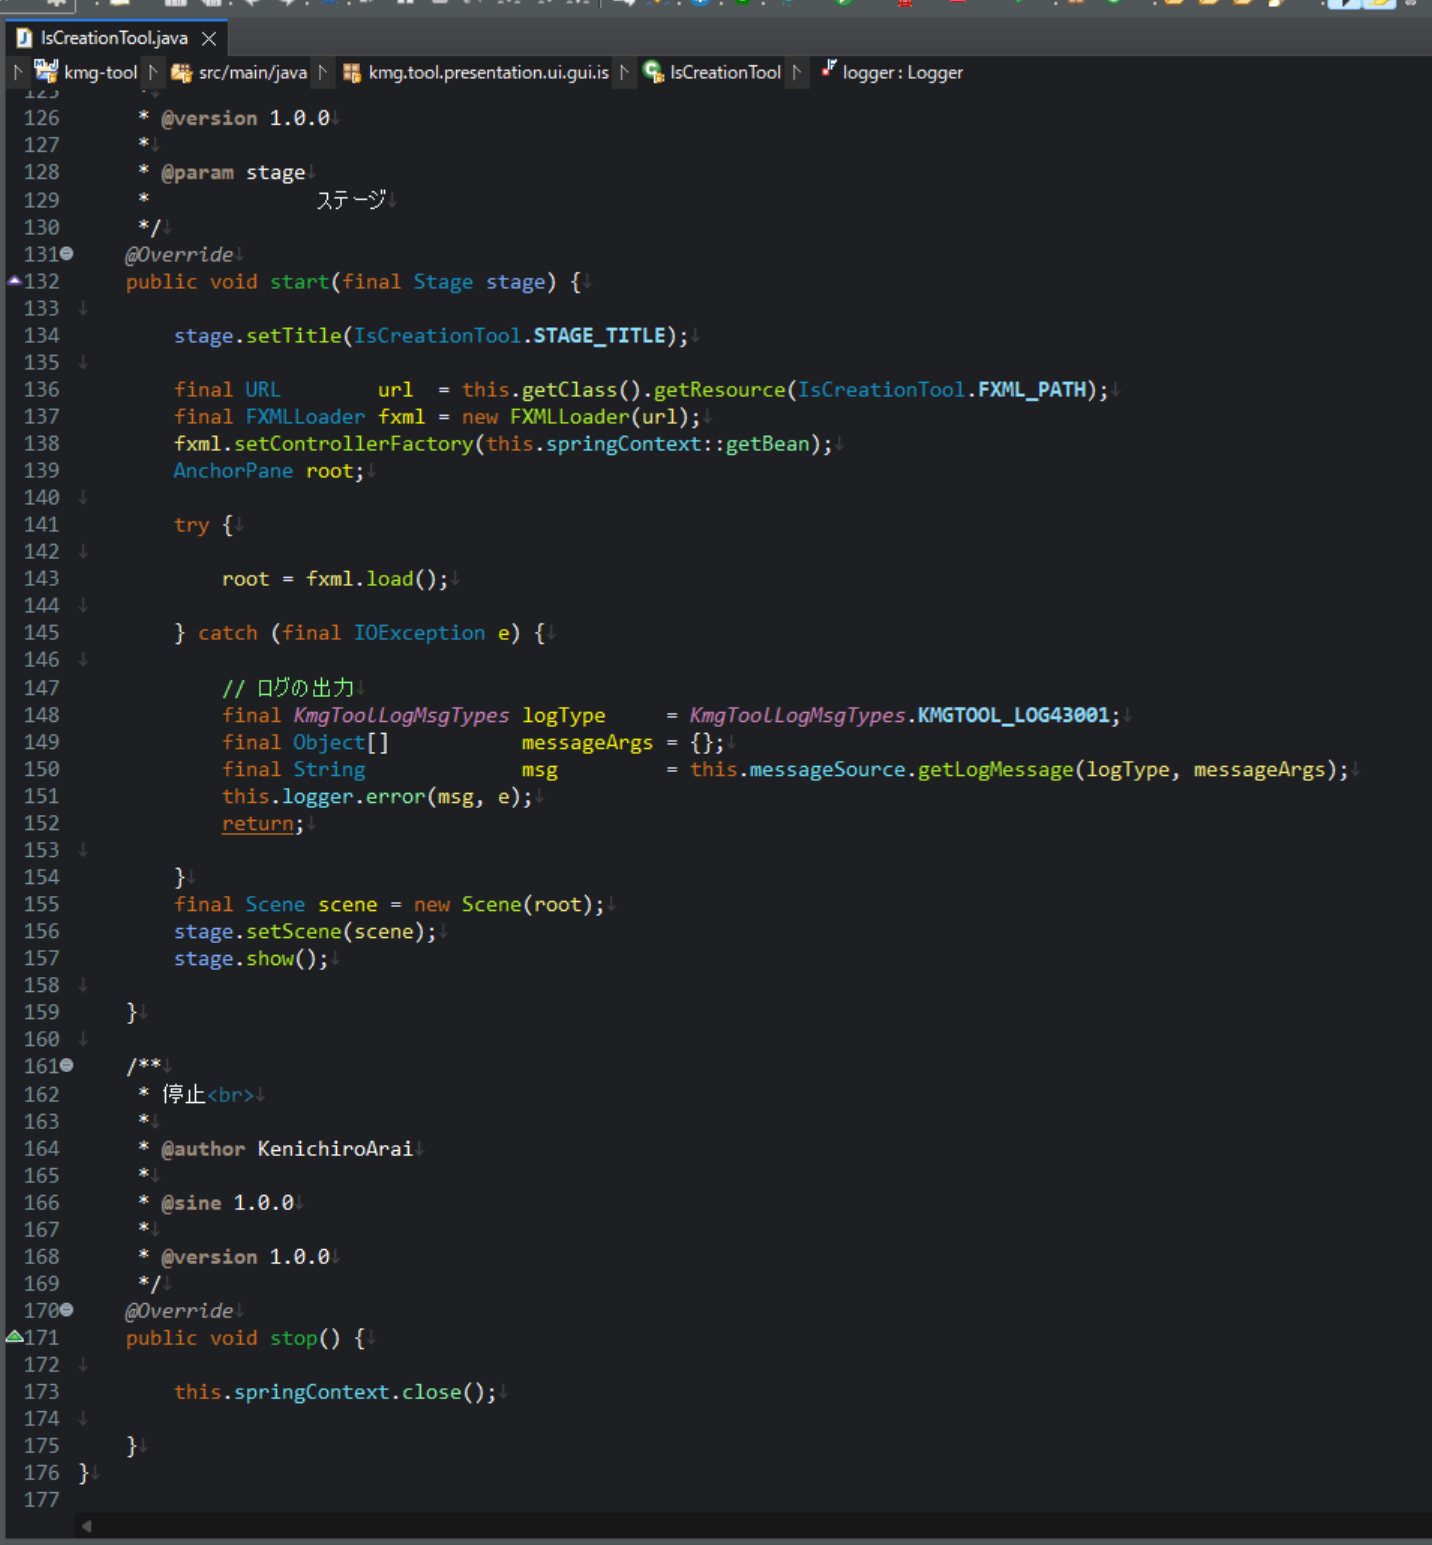 IsCreationTool.java
kmg-tool src/main/java kmg.tool.presentation.ui.gui.is IsCreationTool logger : Logger
125 *
126 * @version 1.0.0
127 *
128 * @param stage
129 * ステージ
130 */
131 @Override
132 public void start(final Stage stage) {
133
134 stage.setTitle(IsCreationTool.STAGE_TITLE);
135
136 final URL url = this.getClass().getResource(IsCreationTool.FXML_PATH);
137 final FXMLLoader fxml = new FXMLLoader(url);
138 fxml.setControllerFactory(this.springContext::getBean);
139 AnchorPane root;
140
141 try {
142
143 root = fxml.load();
144
145 } catch (final IOException e) {
146
147 // ログの出力
148 final KmgToolLogMsgTypes logType = KmgToolLogMsgTypes.KMGTOOL_LOG43001;
149 final Object[] messageArgs = {};
150 final String msg = this.messageSource.getLogMessage(logType, messageArgs);
151 this.logger.error(msg, e);
152 return;
153
154 }
155 final Scene scene = new Scene(root);
156 stage.setScene(scene);
157 stage.show();
158
159 }
160
161 /**
162 * 停止<br>
163 *
164 * @author KenichiroArai
165 *
166 * @sine 1.0.0
167 *
168 * @version 1.0.0
169 */
170 @Override
171 public void stop() {
172
173 this.springContext.close();
174
175 }
176 }
177